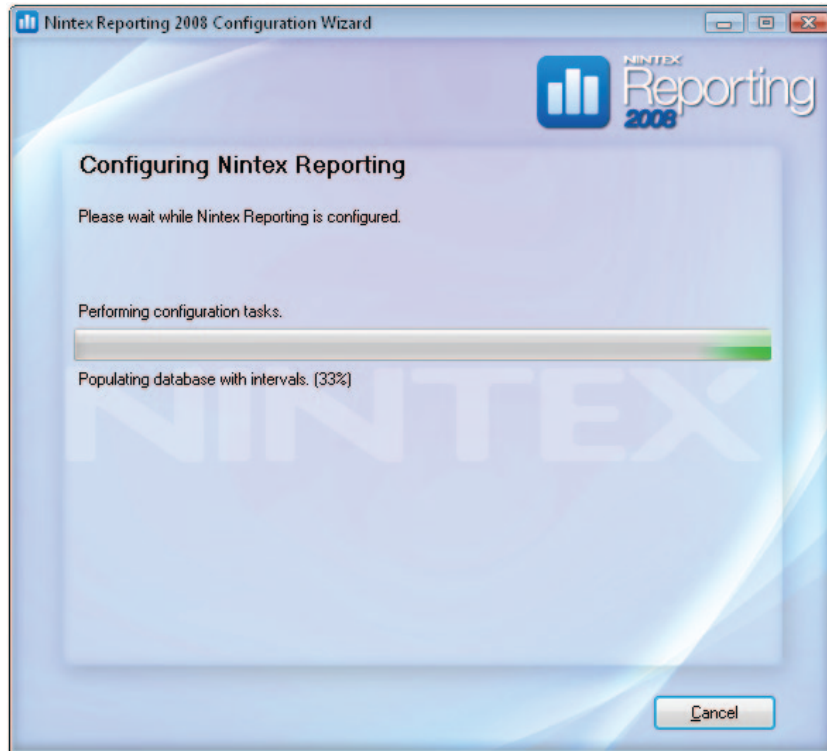 Nintex Reporting 2008 Configuration Wizard
NINTEX
Reporting
2008
Configuring Nintex Reporting
Please wait while Nintex Reporting is configured.
Performing configuration tasks.
Populating database with intervals. (33%)
NINTEX
Cancel